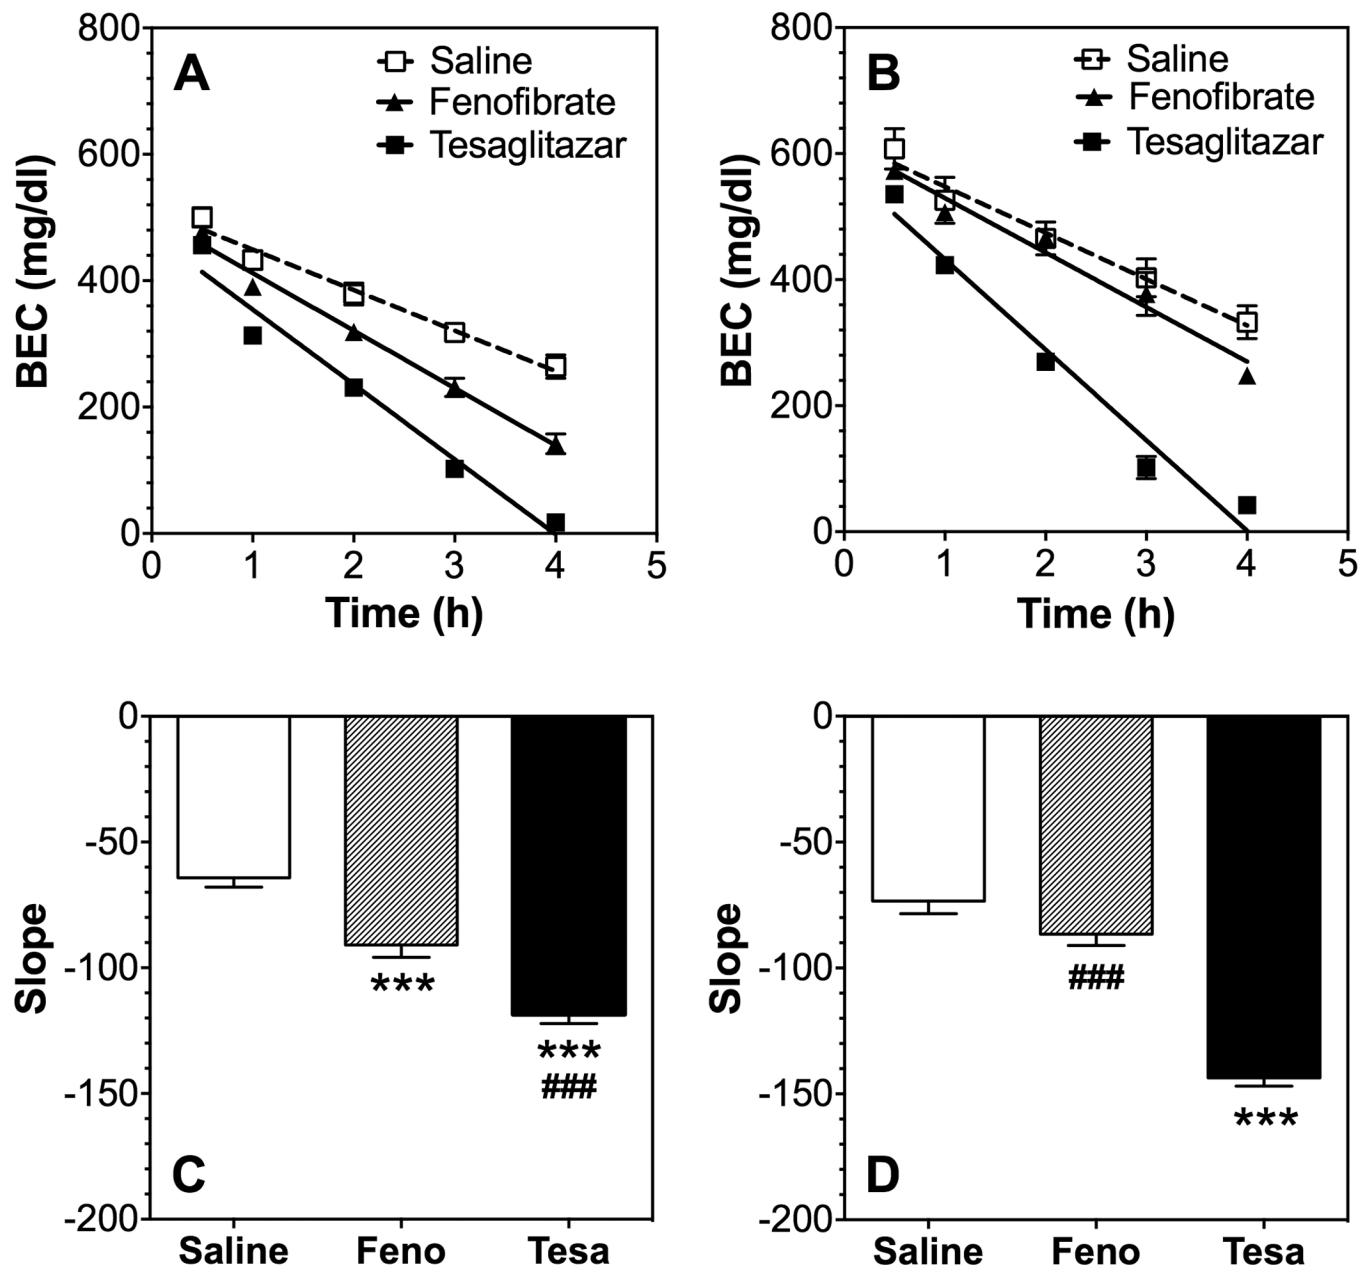 A
Saline
Fenofibrate
Tesaglitazar
800
600
400
200
0
BEC (mg/dl)
0 1 2 3 4 5
Time (h)
B
Saline
Fenofibrate
Tesaglitazar
800
600
400
200
0
BEC (mg/dl)
0 1 2 3 4 5
Time (h)
0
-50
-100
-150
-200
Slope
***
***
###
C
Saline Feno Tesa
0
-50
-100
-150
-200
Slope
###
***
D
Saline Feno Tesa